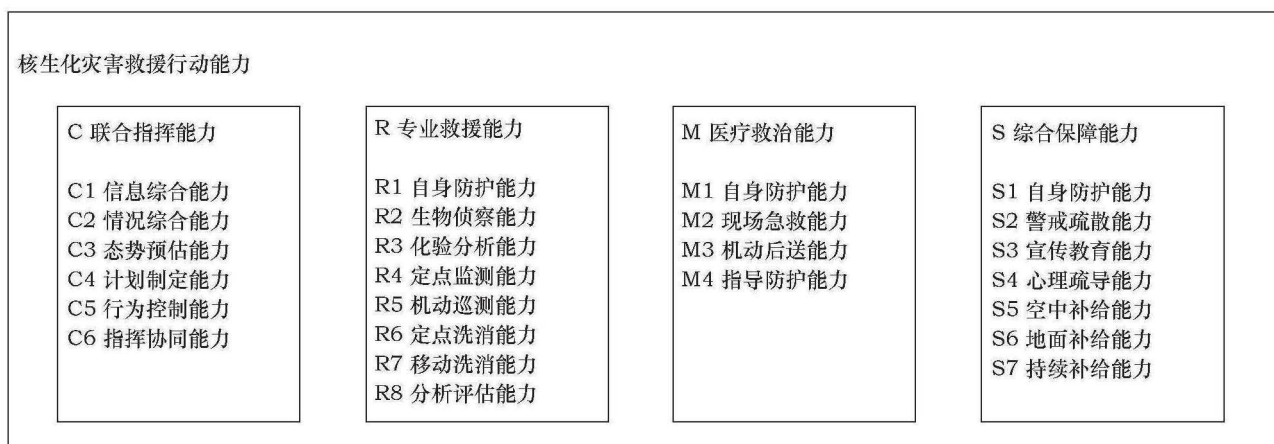 核生化灾害救援行动能力
C 联合指挥能力
C1 信息综合能力
C2 情况综合能力
C3 态势预估能力
C4 计划制定能力
C5 行为控制能力
C6 指挥协同能力
R 专业救援能力
R1 自身防护能力
R2 生物侦察能力
R3 化验分析能力
R4 定点监测能力
R5 机动巡测能力
R6 定点洗消能力
R7 移动洗消能力
R8 分析评估能力
M 医疗救治能力
M1 自身防护能力
M2 现场急救能力
M3 机动后送能力
M4 指导防护能力
S 综合保障能力
S1 自身防护能力
S2 警戒疏散能力
S3 宣传教育能力
S4 心理疏导能力
S5 空中补给能力
S6 地面补给能力
S7 持续补给能力